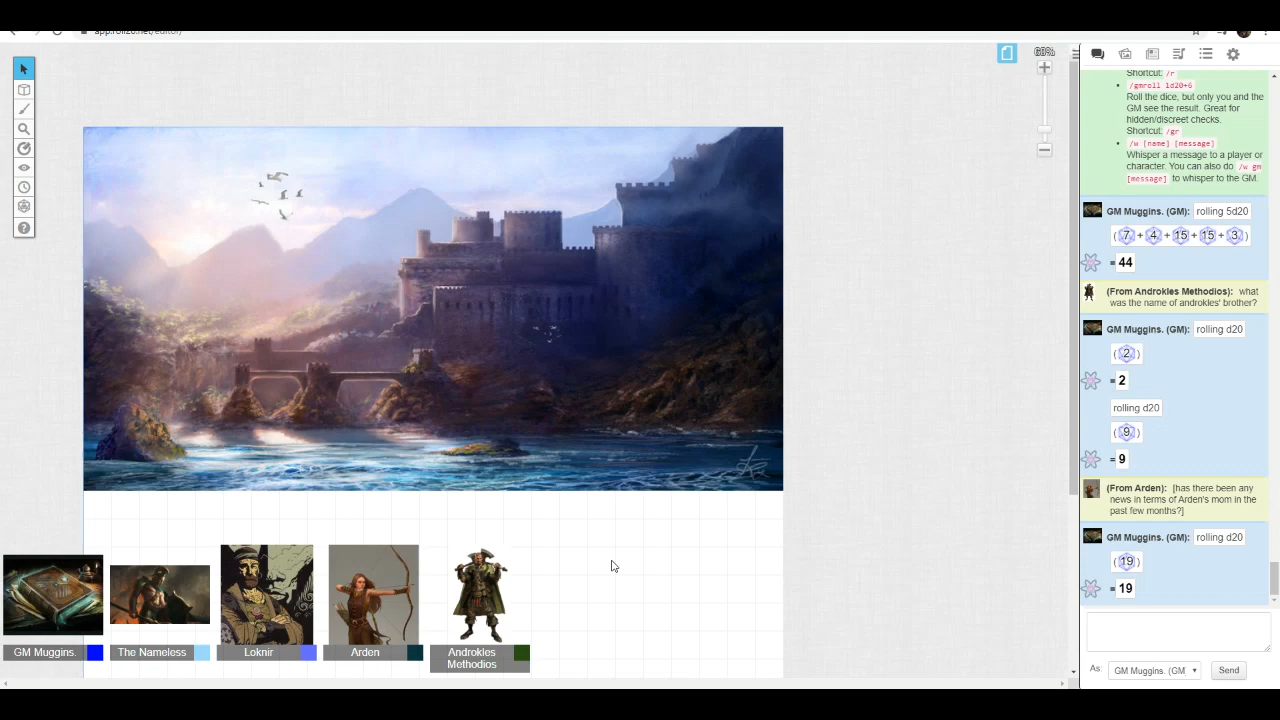 app.roll20.net/editor/
60%
Shortcut: /r
/gmroll 1d20+6
Roll the dice, but only you and the
GM see the result. Great for
hidden/discreet checks.
Shortcut: /gr
/w [name] [message]
Whisper a message to a player or
character. You can also do /w gm
[message] to whisper to the GM.
GM Muggins. (GM): rolling 5d20
(7+4+15+15+3)
= 44
(From Androkles Methodios): what
was the name of androkles' brother?
GM Muggins. (GM): rolling d20
(2)
= 2
rolling d20
(9)
= 9
(From Arden): [has there been any
news in terms of Arden's mom in the
past few months?]
GM Muggins. (GM): rolling d20
(19)
= 19
GM Muggins.
The Nameless
Loknir
Arden
Androkles
Methodios
As: GM Muggins. (GM Send